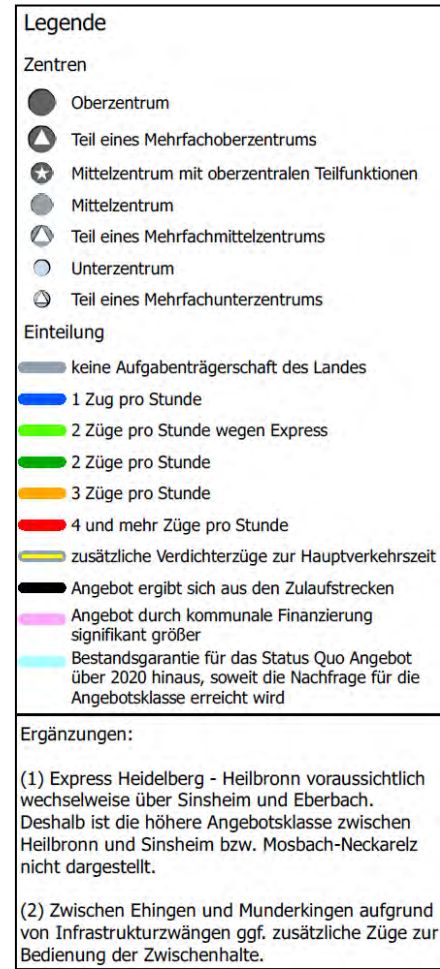 Legende
Zentren
Oberzentrum
Teil eines Mehrfachoberzentrums
Mittelzentrum mit oberzentralen Teilfunktionen
Mittelzentrum
Teil eines Mehrfachmittelzentrums
Unterzentrum
Teil eines Mehrfachunterzentrums
Einteilung
keine Aufgabenträgerschaft des Landes
1 Zug pro Stunde
2 Züge pro Stunde wegen Express
2 Züge pro Stunde
3 Züge pro Stunde
4 und mehr Züge pro Stunde
zusätzliche Verdichterzüge zur Hauptverkehrszeit
Angebot ergibt sich aus den Zulaufstrecken
Angebot durch kommunale Finanzierung
signifikant größer
Bestandsgarantie für das Status Quo Angebot
über 2020 hinaus, soweit die Nachfrage für die
Angebotsklasse erreicht wird
Ergänzungen:
(1) Express Heidelberg - Heilbronn voraussichtlich
wechselweise über Sinsheim und Eberbach.
Deshalb ist die höhere Angebotsklasse zwischen
Heilbronn und Sinsheim bzw. Mosbach-Neckarelz
nicht dargestellt.
(2) Zwischen Ehingen und Munderkingen aufgrund
von Infrastrukturzwängen ggf. zusätzliche Züge zur
Bedienung der Zwischenhalte.